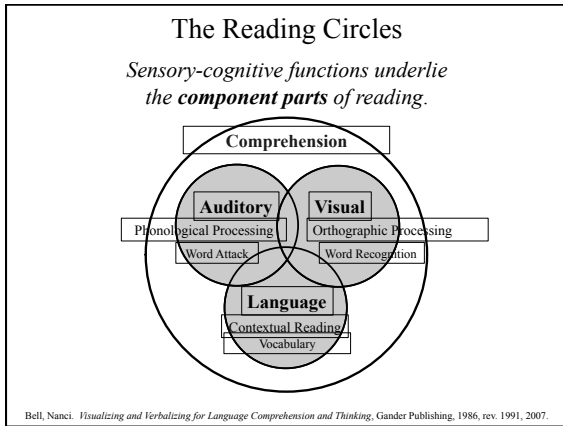 The Reading Circles
Sensory-cognitive functions underlie
the component parts of reading.
Comprehension
Auditory
Visual
Phonological Processing
Orthographic Processing
Word Attack
Word Recognition
Language
Contextual Reading
Vocabulary
Bell, Nanci. Visualizing and Verbalizing for Language Comprehension and Thinking, Gander Publishing, 1986, rev. 1991, 2007.